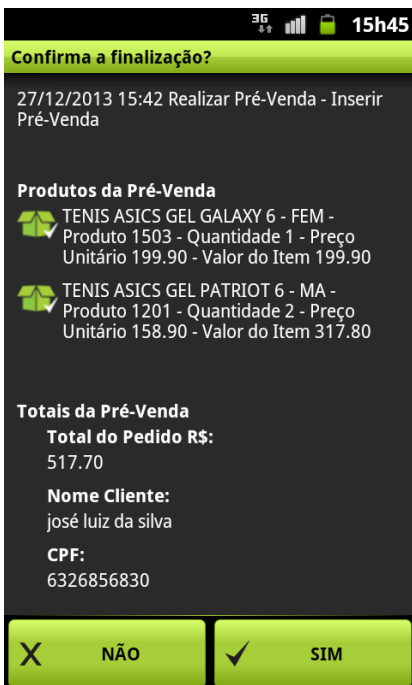 3G 15h45
Confirma a finalização?
27/12/2013 15:42 Realizar Pré-Venda - Inserir
Pré-Venda
Produtos da Pré-Venda
TENIS ASICS GEL GALAXY 6 - FEM -
Produto 1503 - Quantidade 1 - Preço
Unitário 199.90 - Valor do Item 199.90
TENIS ASICS GEL PATRIOT 6 - MA -
Produto 1201 - Quantidade 2 - Preço
Unitário 158.90 - Valor do Item 317.80
Totais da Pré-Venda
Total do Pedido R$:
517.70
Nome Cliente:
josé luiz da silva
CPF:
6326856830
NÃO SIM